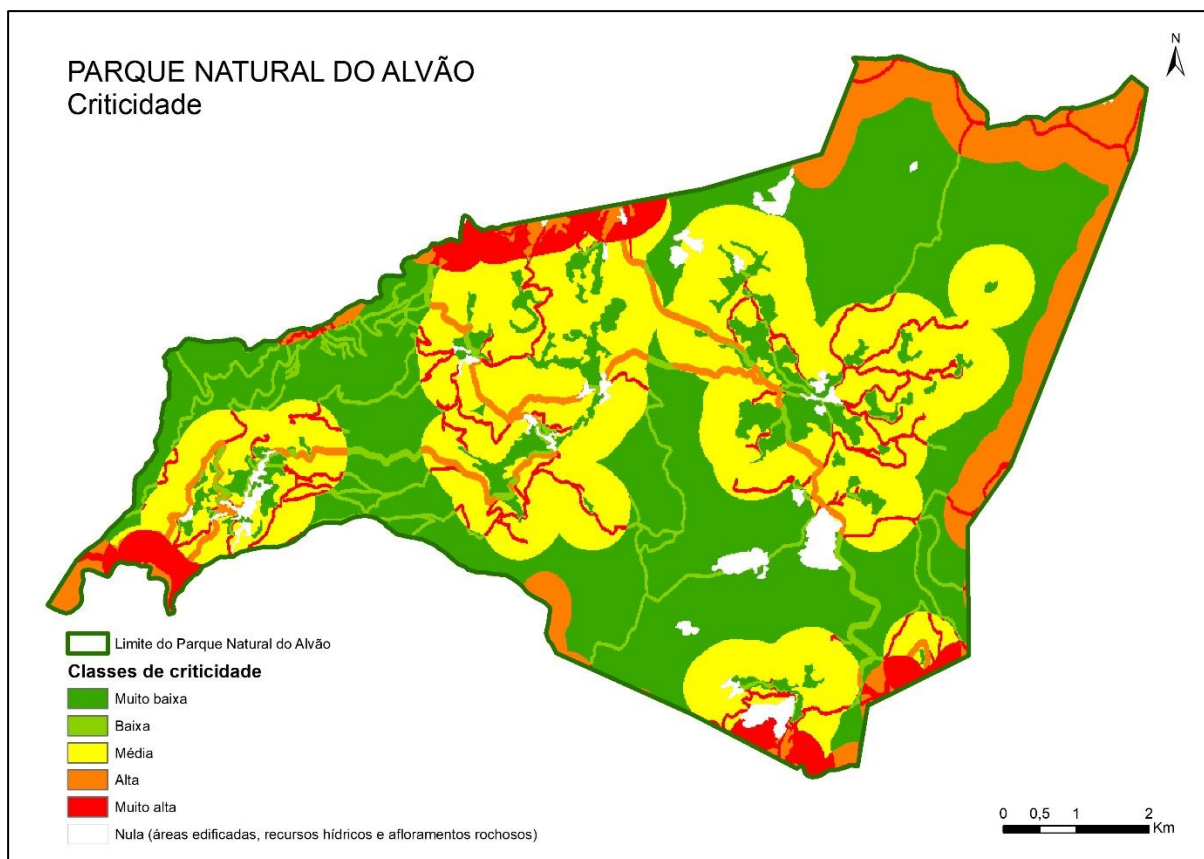 PARQUE NATURAL DO ALVÃO
Criticidade
N
Limite do Parque Natural do Alvão
Classes de criticidade
Muito baixa
Baixa
Média
Alta
Muito alta
Nula (áreas edificadas, recursos hídricos e afloramentos rochosos)
0 0,5 1 2
Km